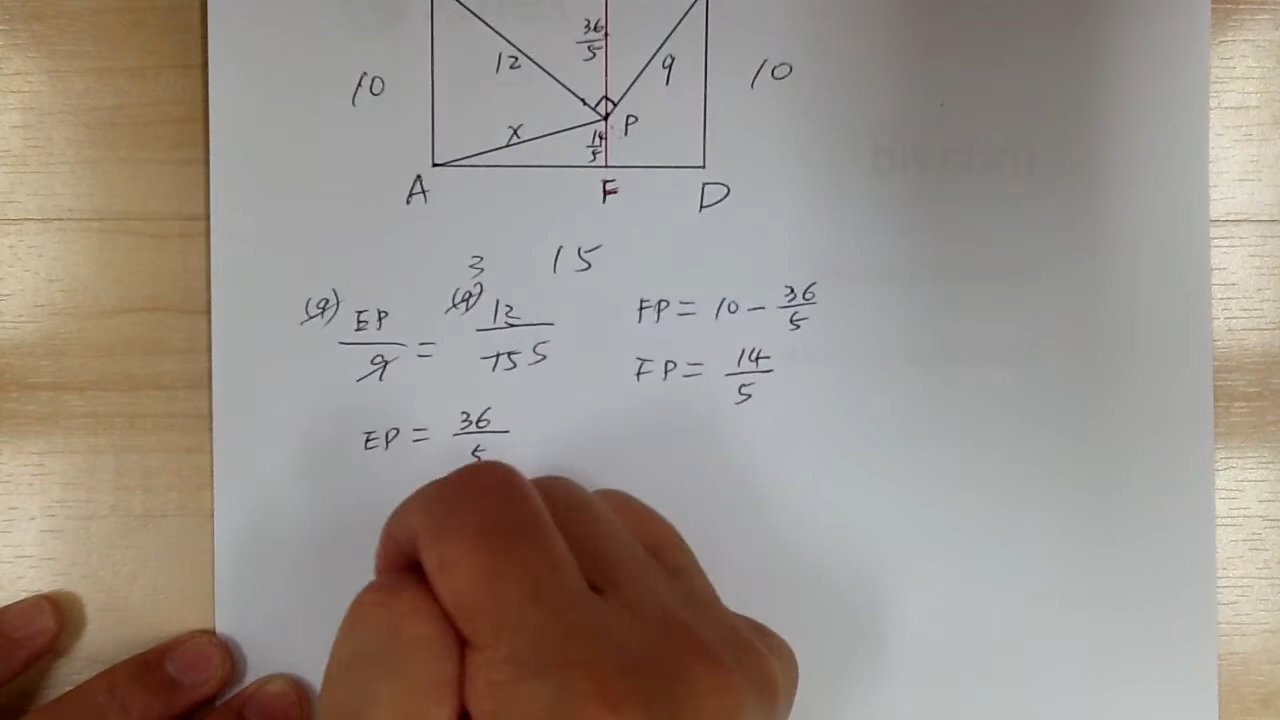 36/5
12
9
10
10
x
P
14/5
A
F
D
3
15
(9) EP/9 = (9) 12/15 5
FP = 10 - 36/5
FP = 14/5
EP = 36/5